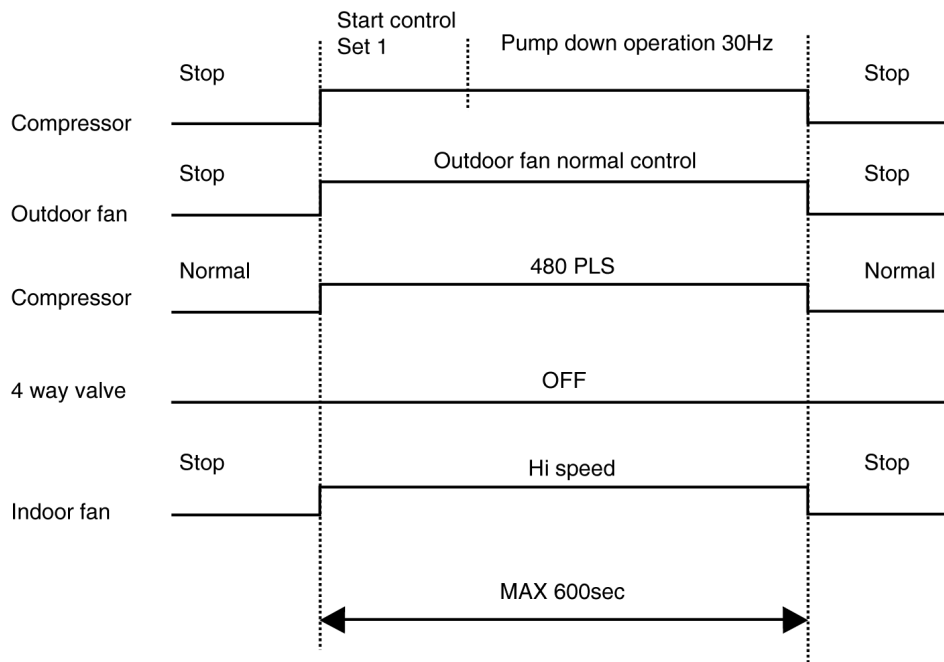 Start control
Set 1
Pump down operation 30Hz
Stop
Stop
Compressor
Outdoor fan normal control
Stop
Stop
Outdoor fan
Normal
480 PLS
Normal
Compressor
OFF
4 way valve
Stop
Hi speed
Stop
Indoor fan
MAX 600sec